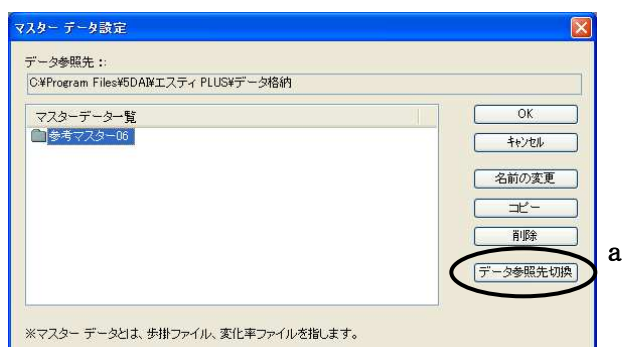 マスター データ設定
データ参照先 ::
C:¥Program Files¥5DAI¥エスティ PLUS¥データ格納
マスターデータ一覧
参考マスター06
OK
キャンセル
名前の変更
コピー
削除
データ参照先切換
a
※マスター データとは、歩掛ファイル、変化率ファイルを指します。